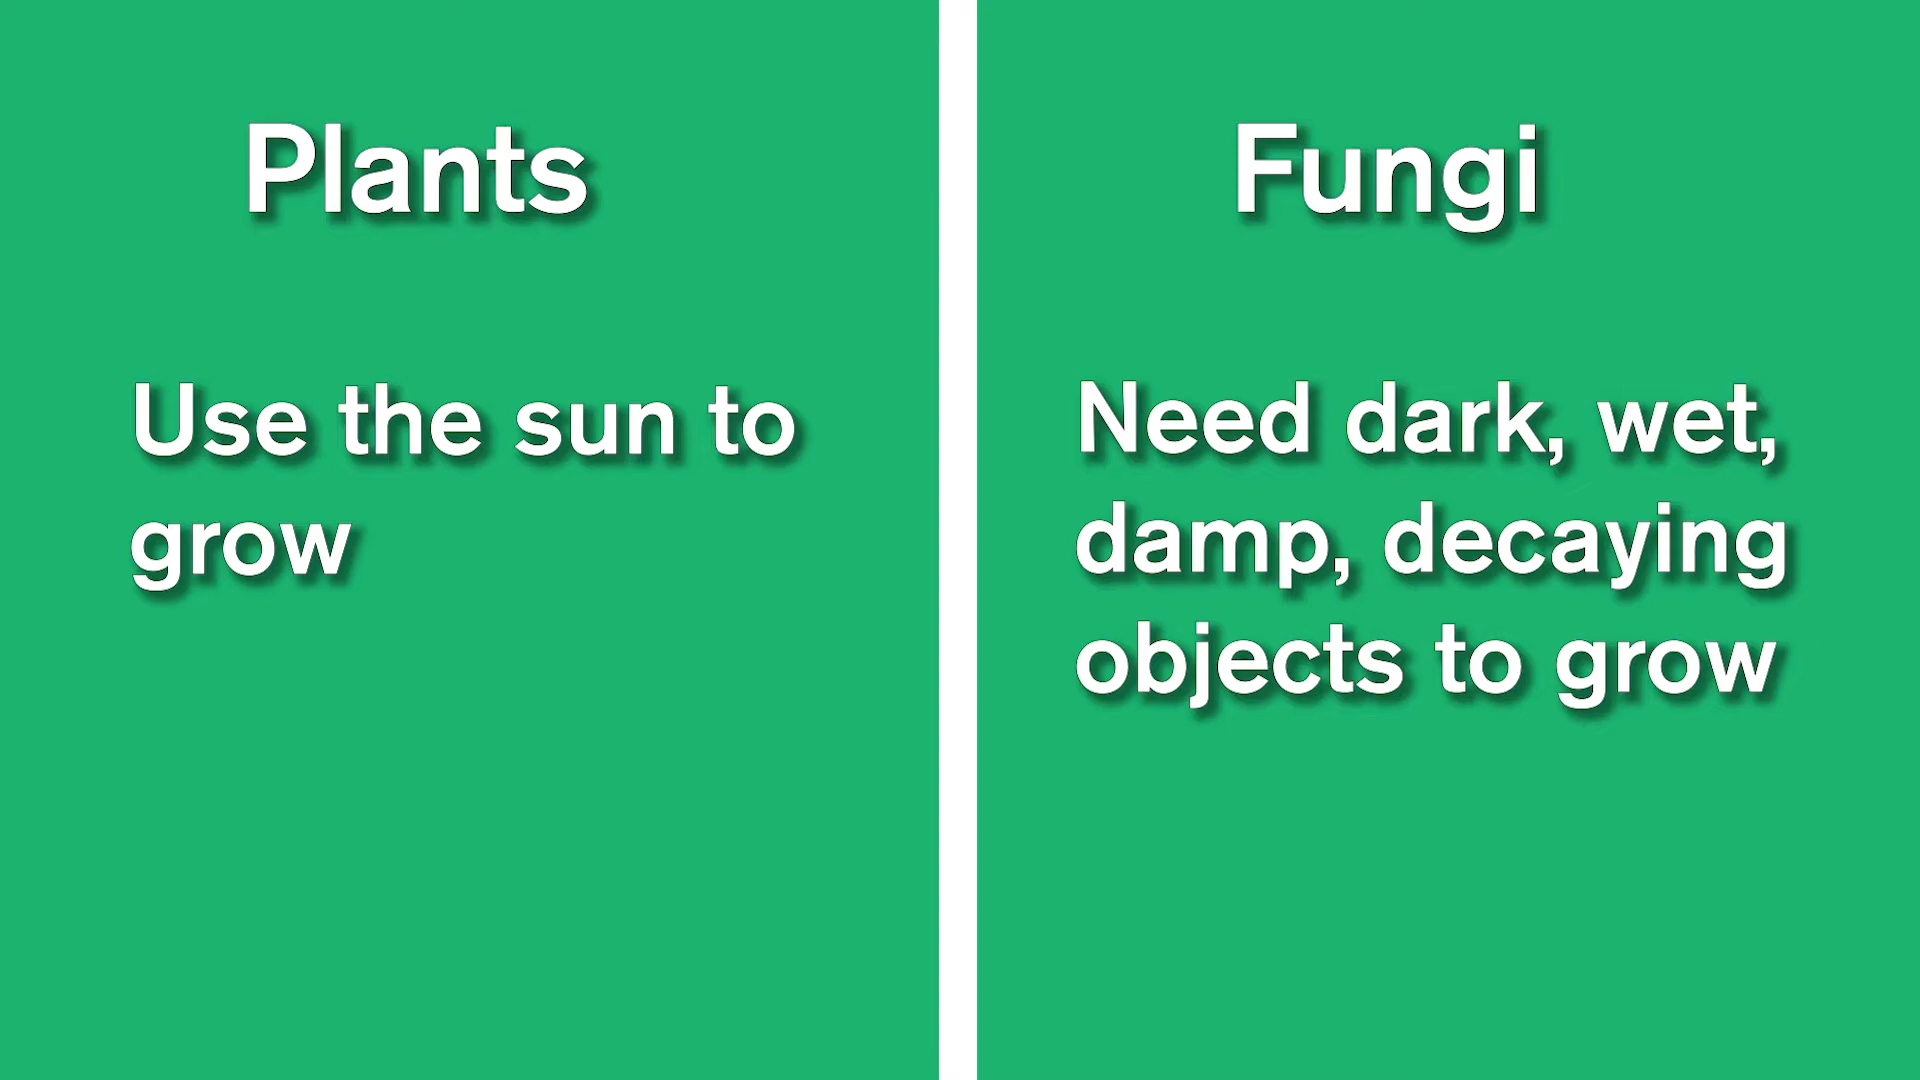 Plants
Use the sun to
grow
Fungi
Need dark, wet,
damp, decaying
objects to grow